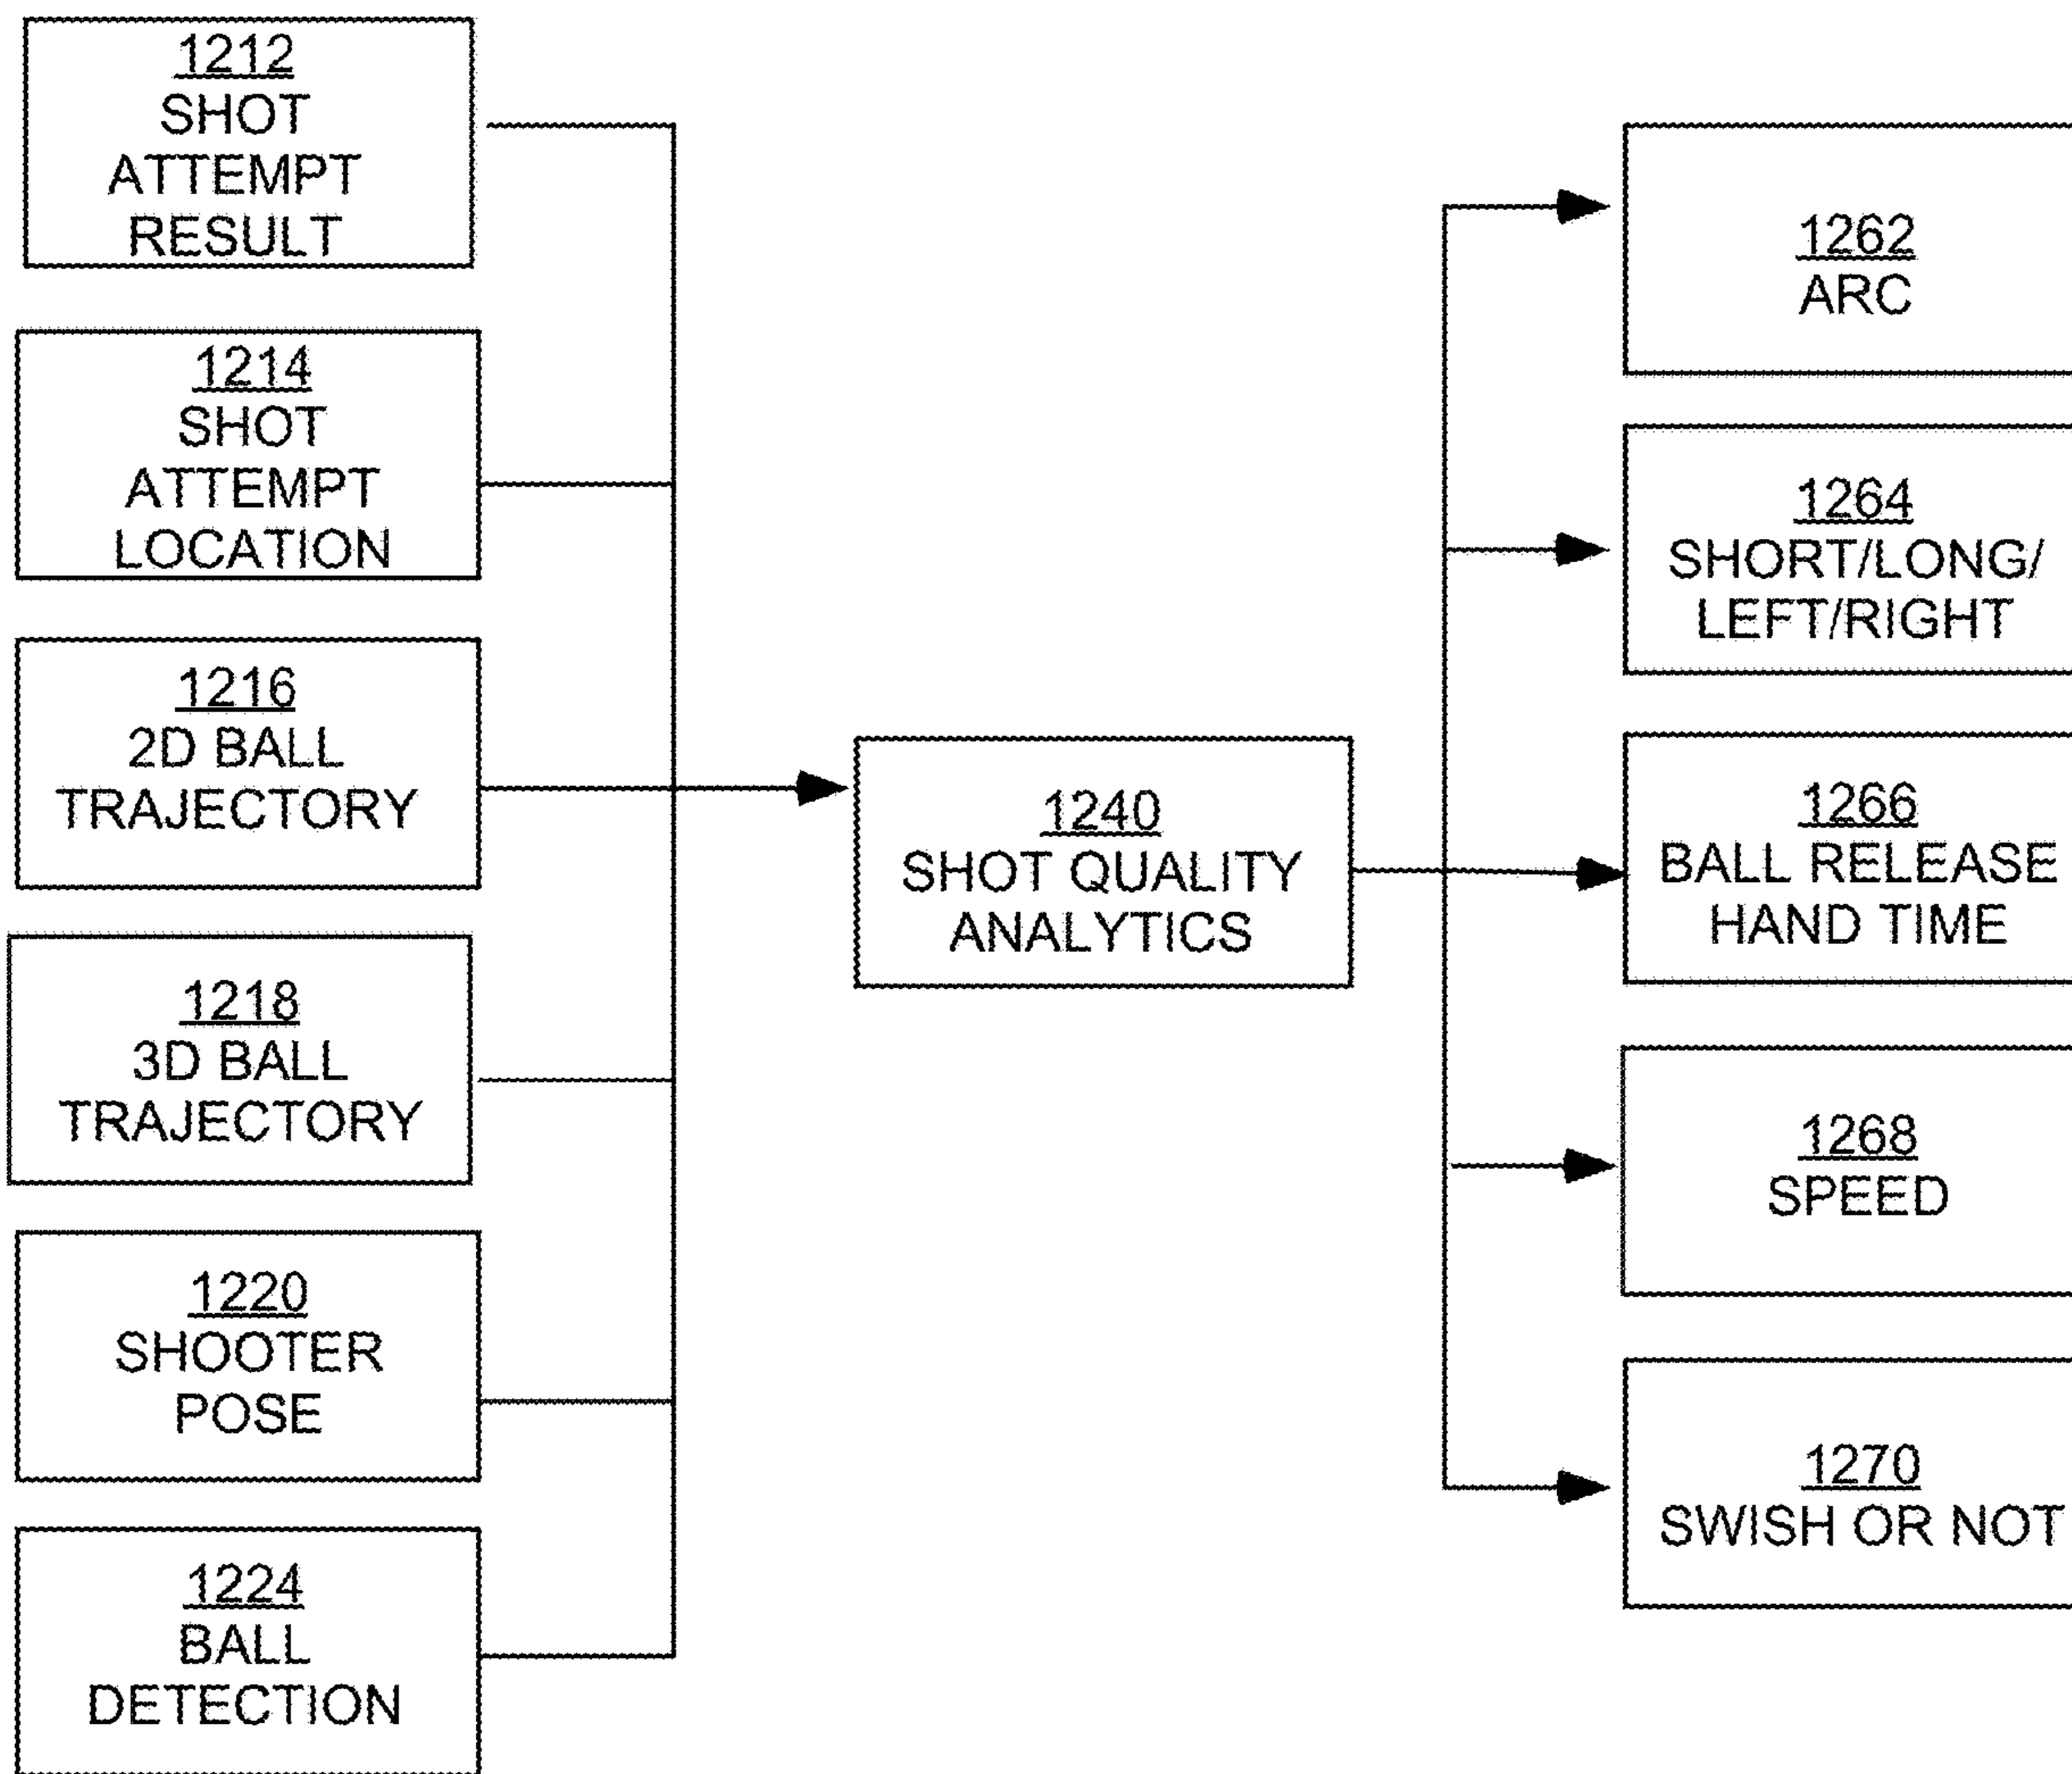 1212
SHOT
ATTEMPT
RESULT
1214
SHOT
ATTEMPT
LOCATION
1216
2D BALL
TRAJECTORY
1218
3D BALL
TRAJECTORY
1220
SHOOTER
POSE
1224
BALL
DETECTION
1240
SHOT QUALITY
ANALYTICS
1262
ARC
1264
SHORT/LONG/
LEFT/RIGHT
1266
BALL RELEASE
HAND TIME
1268
SPEED
1270
SWISH OR NOT